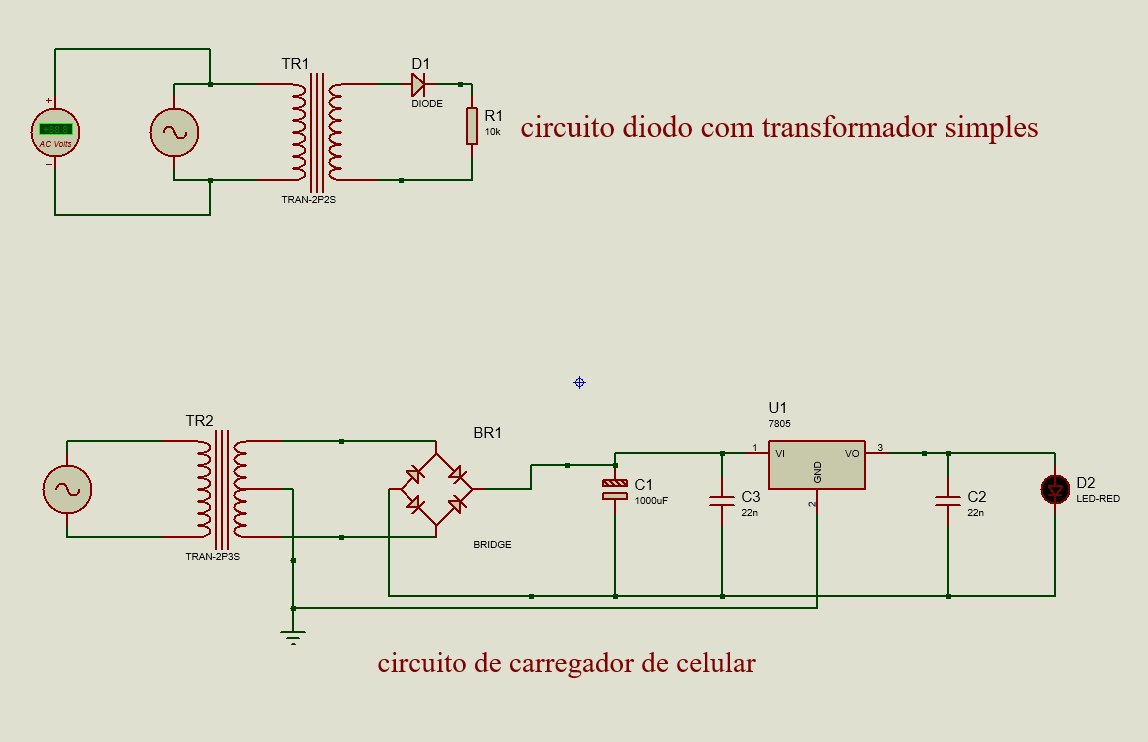 TR1
D1
DIODE
R1
10k
circuito diodo com transformador simples
+
AC Volts
TRAN-2P2S
TR2
BR1
U1
7805
1
VI
VO
3
GND
2
C1
1000uF
C3
22n
C2
22n
D2
LED-RED
TRAN-2P3S
BRIDGE
circuito de carregador de celular